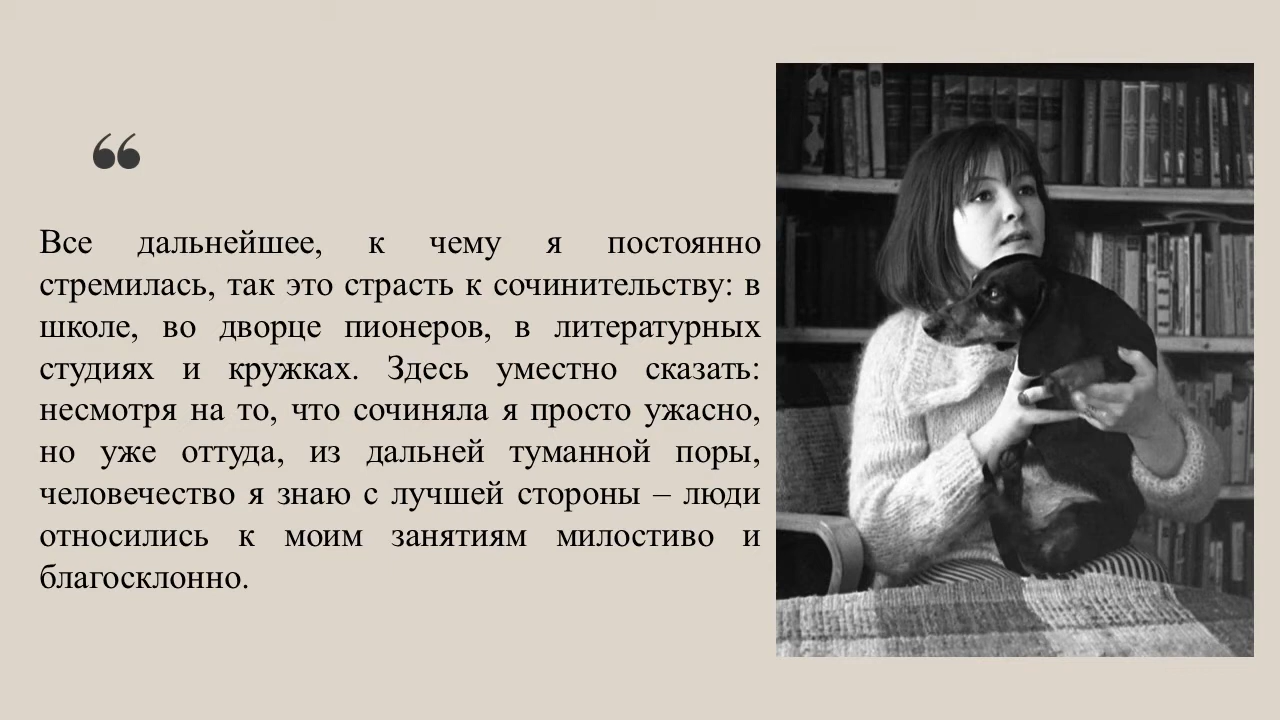 “
Все дальнейшее, к чему я постоянно
стремилась, так это страсть к сочинительству: в
школе, во дворце пионеров, в литературных
студиях и кружках. Здесь уместно сказать:
несмотря на то, что сочиняла я просто ужасно,
но уже оттуда, из дальней туманной поры,
человечество я знаю с лучшей стороны – люди
относились к моим занятиям милостиво и
благосклонно.